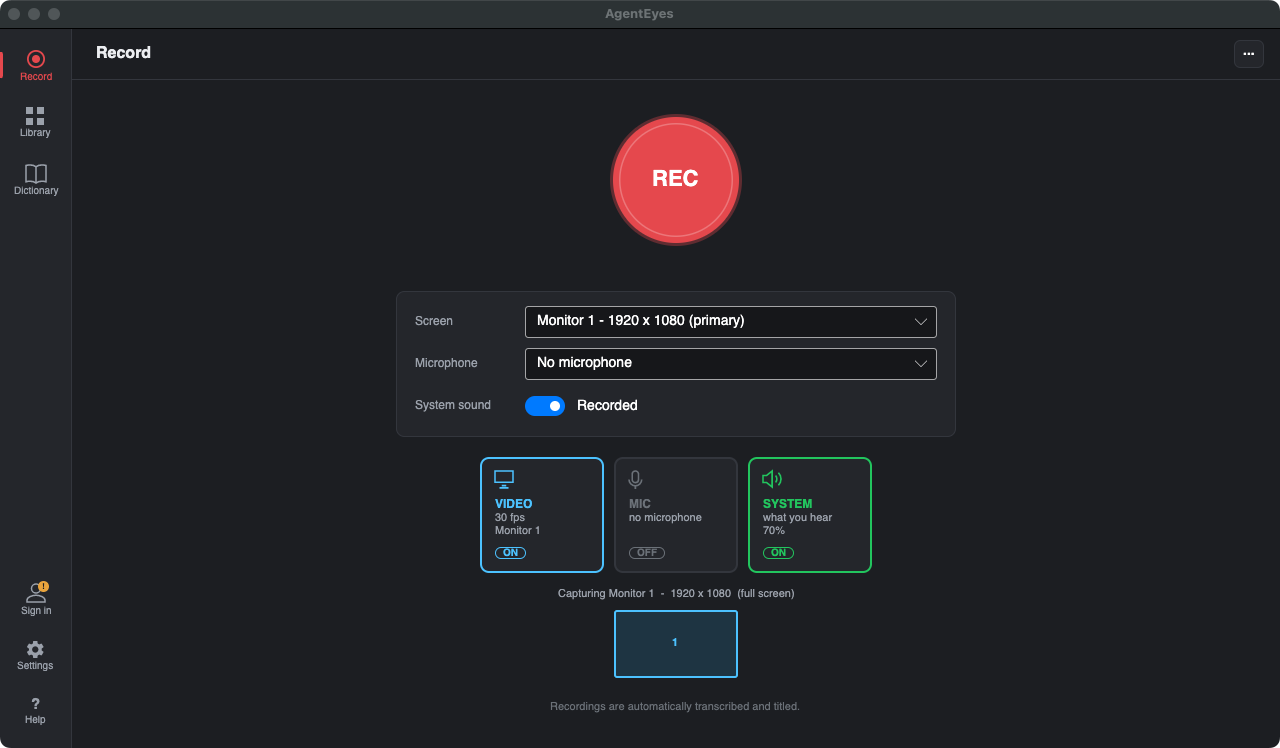 AgentEyes
Record
...
Record
Library
Dictionary
REC
Screen
Monitor 1 - 1920 x 1080 (primary)
Microphone
No microphone
System sound
Recorded
VIDEO
30 fps
Monitor 1
ON
MIC
no microphone
OFF
SYSTEM
what you hear
70%
ON
Capturing Monitor 1 - 1920 x 1080 (full screen)
1
Recordings are automatically transcribed and titled.
!
Sign in
Settings
?
Help